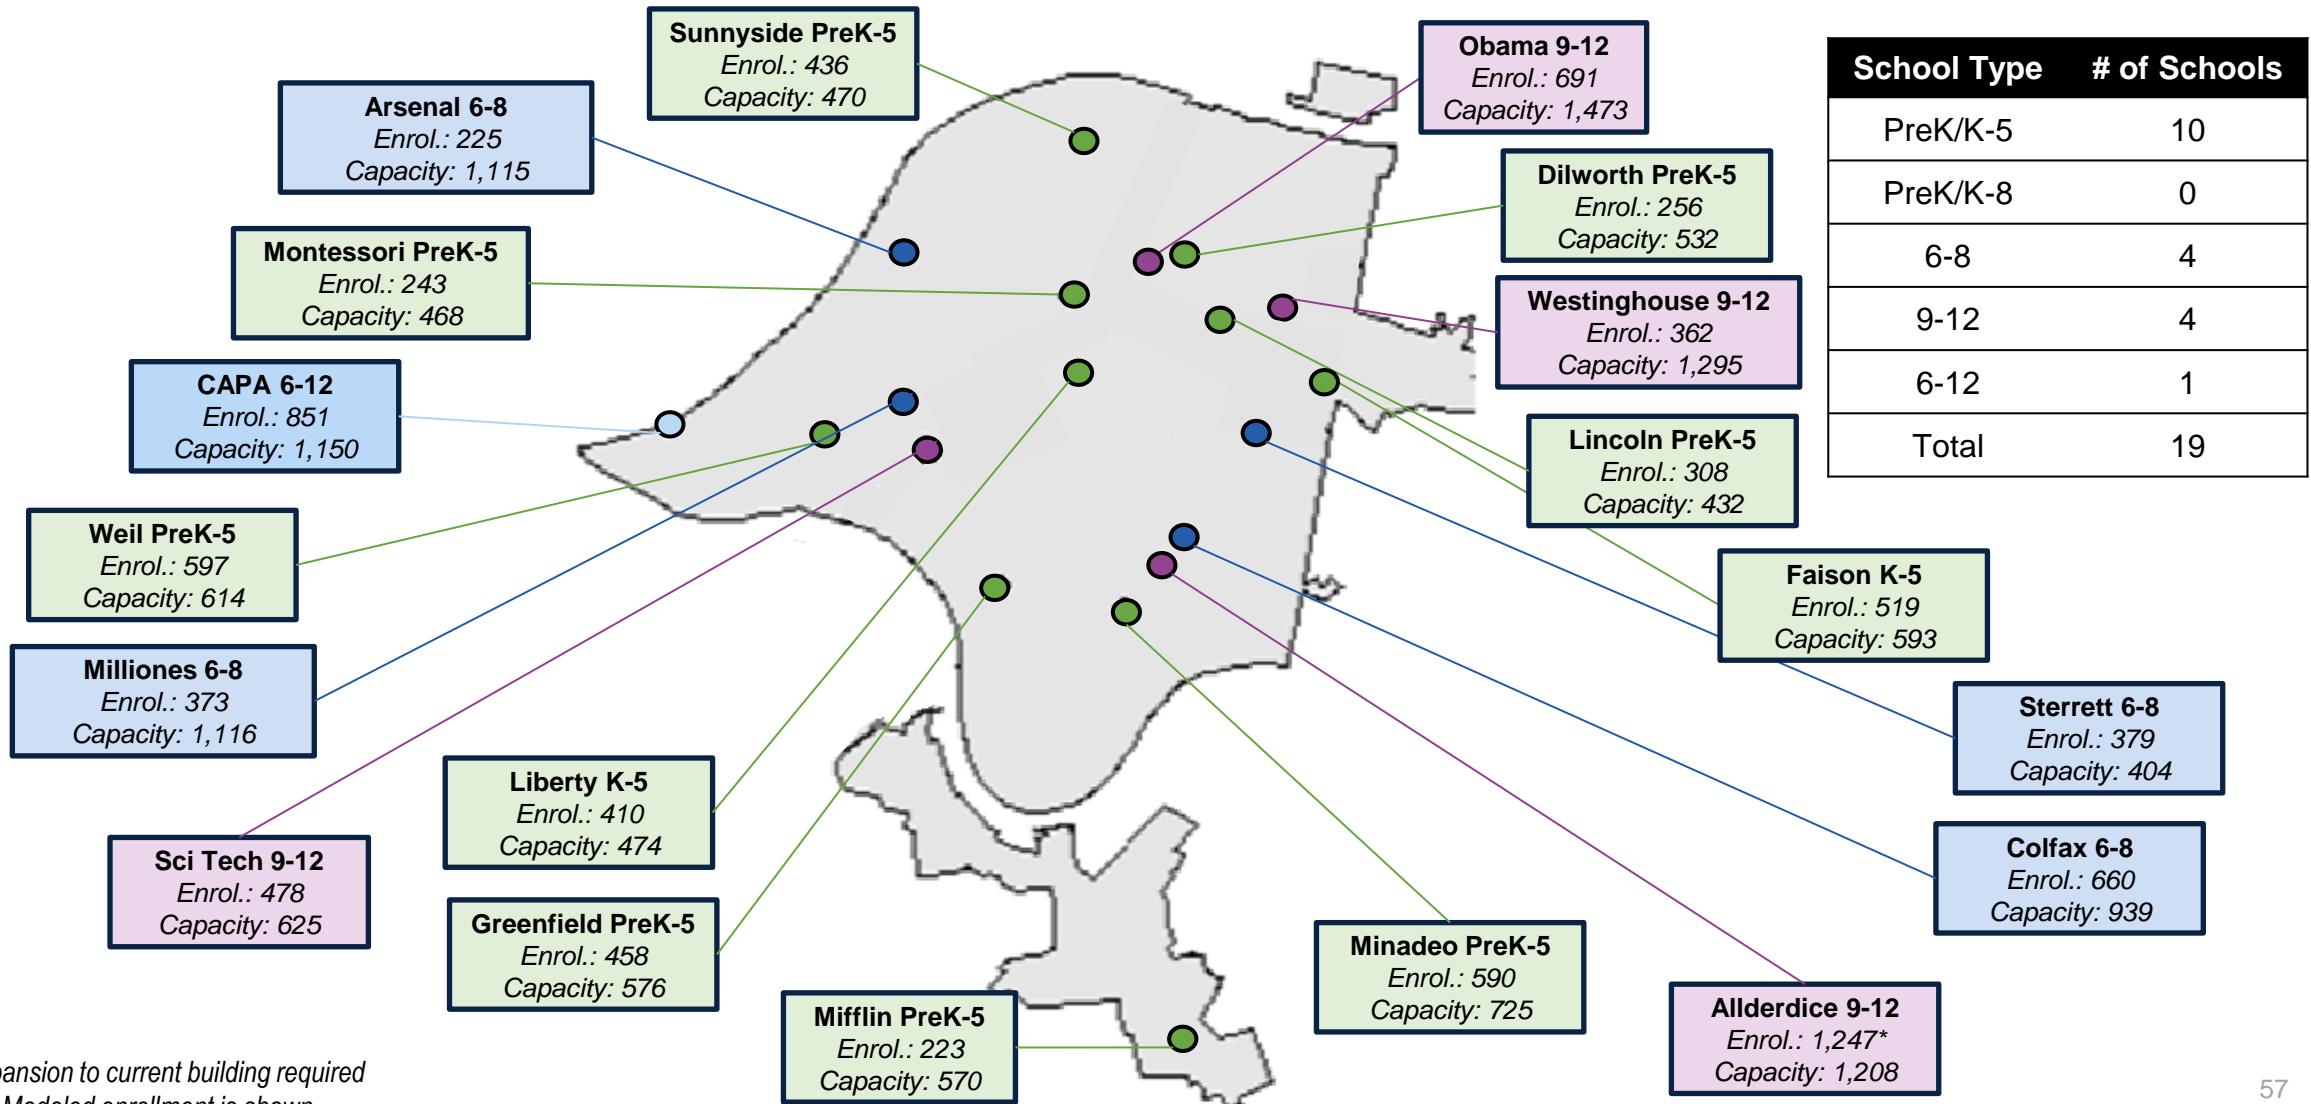 Sunnyside PreK-5
Enrol.: 436
Capacity: 470
Obama 9-12
Enrol.: 691
Capacity: 1,473
School Type # of Schools
PreK/K-5 10
PreK/K-8 0
6-8 4
9-12 4
6-12 1
Total 19
Arsenal 6-8
Enrol.: 225
Capacity: 1,115
Dilworth PreK-5
Enrol.: 256
Capacity: 532
Montessori PreK-5
Enrol.: 243
Capacity: 468
Westinghouse 9-12
Enrol.: 362
Capacity: 1,295
CAPA 6-12
Enrol.: 851
Capacity: 1,150
Lincoln PreK-5
Enrol.: 308
Capacity: 432
Weil PreK-5
Enrol.: 597
Capacity: 614
Faison K-5
Enrol.: 519
Capacity: 593
Milliones 6-8
Enrol.: 373
Capacity: 1,116
Sterrett 6-8
Enrol.: 379
Capacity: 404
Liberty K-5
Enrol.: 410
Capacity: 474
Sci Tech 9-12
Enrol.: 478
Capacity: 625
Colfax 6-8
Enrol.: 660
Capacity: 939
Greenfield PreK-5
Enrol.: 458
Capacity: 576
Minadeo PreK-5
Enrol.: 590
Capacity: 725
Mifflin PreK-5
Enrol.: 223
Capacity: 570
Allderdice 9-12
Enrol.: 1,247*
Capacity: 1,208
to current building required
Modeled enrollment is shown
57